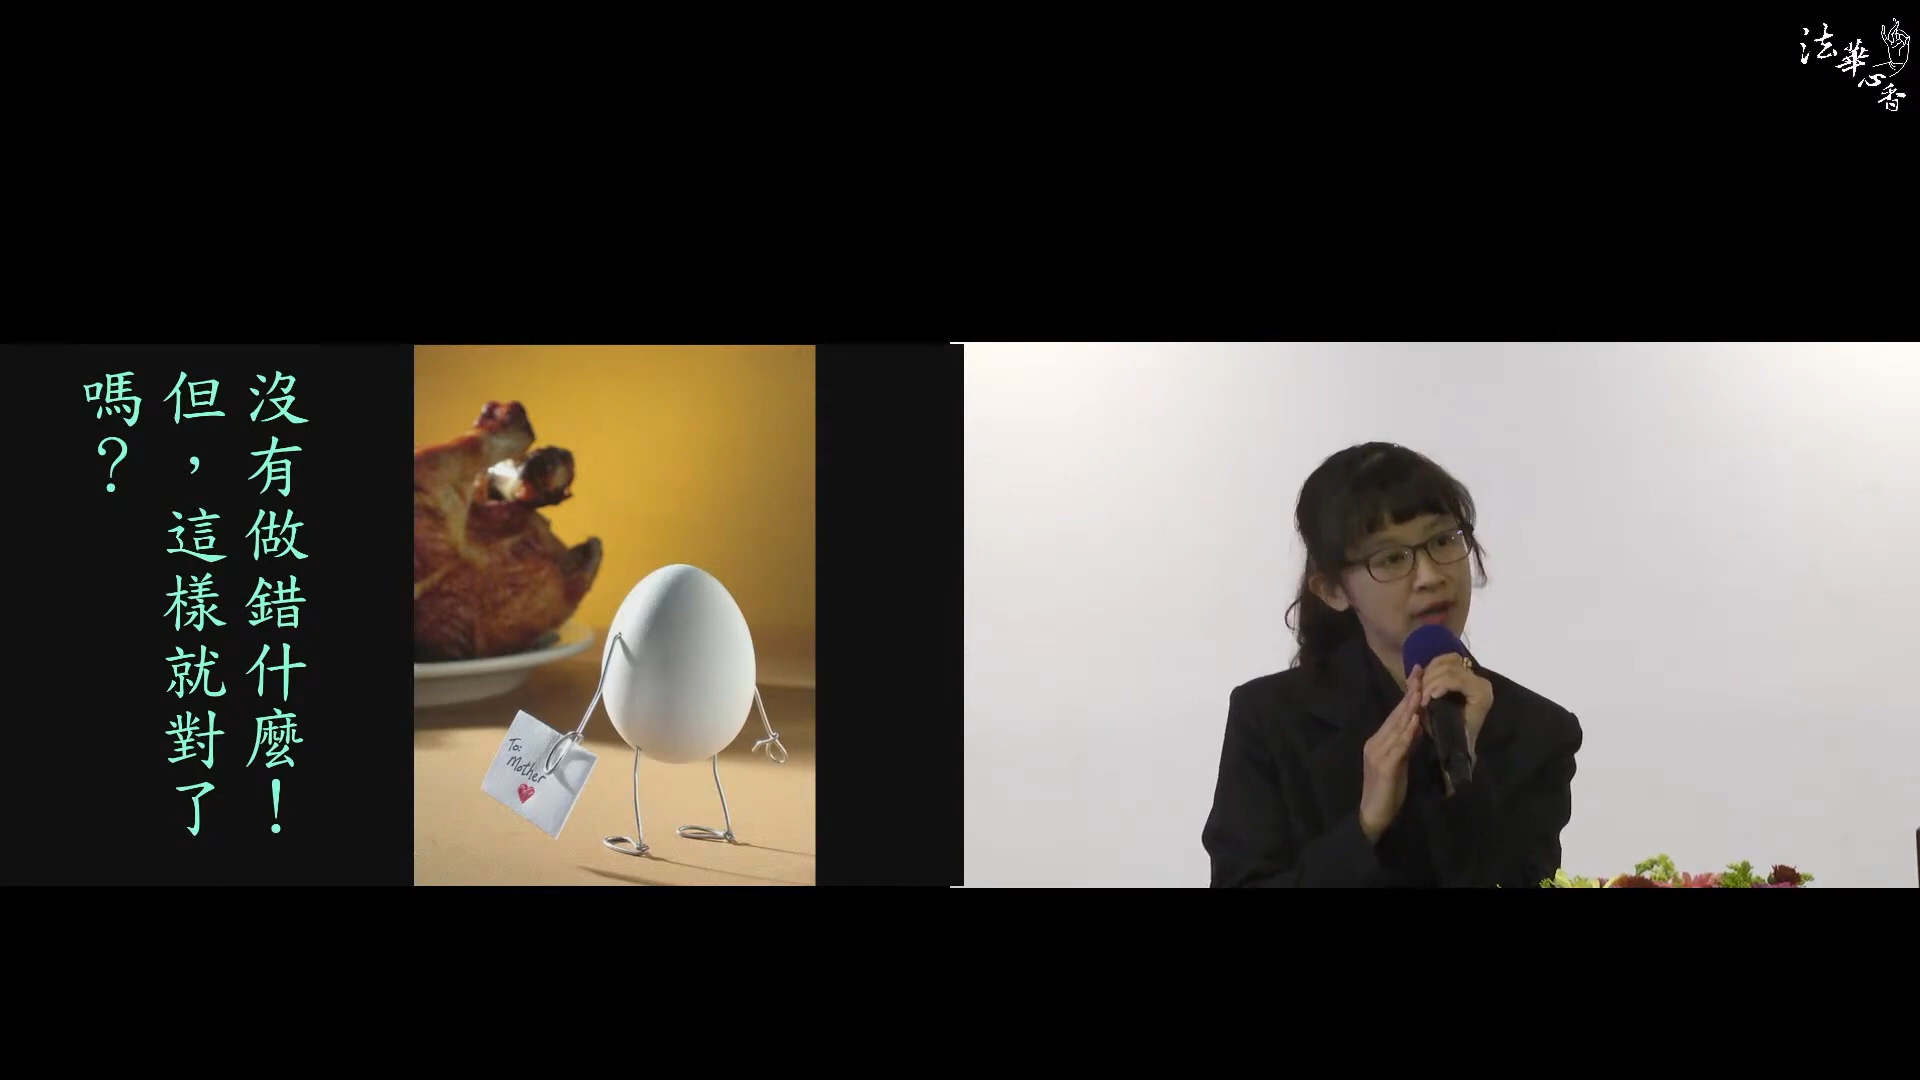 沒有做錯什麼！
但，這樣就對了
嗎？
To:
Mother
法華心香